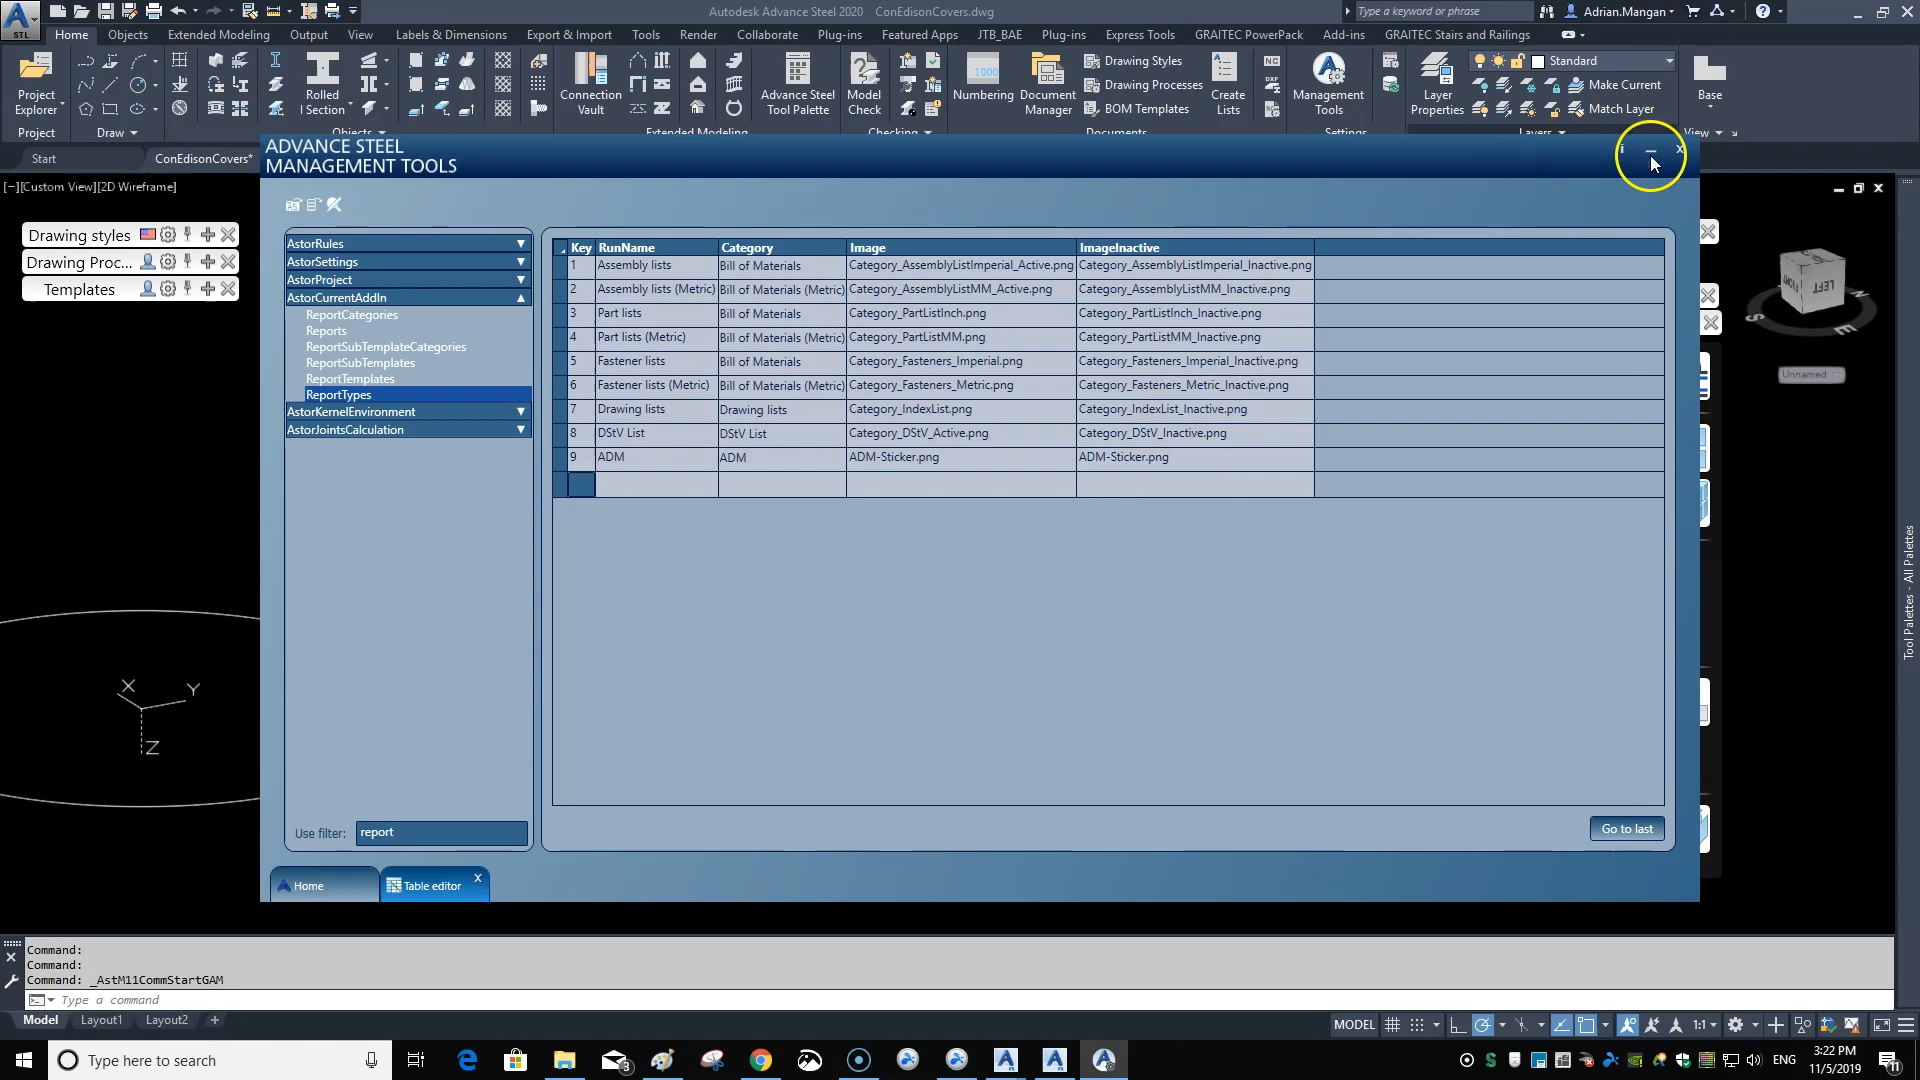 Autodesk Advance Steel 2020 ConEdisonCovers.dwg
Type a keyword or phrase
Adrian.Mangan
STL
Home Objects Extended Modeling Output View Labels & Dimensions Export & Import Tools Render Collaborate Plug-ins Featured Apps JTB_BAE Plug-ins Express Tools GRAITEC PowerPack Add-ins GRAITEC Stairs and Railings
Project Explorer
Rolled I Section
Connection Vault
Advance Steel Tool Palette
Model Check
1000
Numbering
Document Manager
Drawing Styles
Drawing Processes
BOM Templates
Create Lists
NC
DXF
Management Tools
Layer Properties
Standard
Make Current
Match Layer
Base
Project Draw Objects Extended Modeling Checking Documents Settings Layers View
Start ConEdisonCovers*
[−][Custom View][2D Wireframe]
Drawing styles
Drawing Proc...
Templates
ADVANCE STEEL
MANAGEMENT TOOLS
i _ X
AstorRules
AstorSettings
AstorProject
AstorCurrentAddIn
ReportCategories
Reports
ReportSubTemplateCategories
ReportSubTemplates
ReportTemplates
ReportTypes
AstorKernelEnvironment
AstorJointsCalculation
Use filter: report
Key RunName Category Image ImageInactive
1 Assembly lists Bill of Materials Category_AssemblyListImperial_Active.png Category_AssemblyListImperial_Inactive.png
2 Assembly lists (Metric) Bill of Materials (Metric) Category_AssemblyListMM_Active.png Category_AssemblyListMM_Inactive.png
3 Part lists Bill of Materials Category_PartListInch.png Category_PartListInch_Inactive.png
4 Part lists (Metric) Bill of Materials (Metric) Category_PartListMM.png Category_PartListMM_Inactive.png
5 Fastener lists Bill of Materials Category_Fasteners_Imperial.png Category_Fasteners_Imperial_Inactive.png
6 Fastener lists (Metric) Bill of Materials (Metric) Category_Fasteners_Metric.png Category_Fasteners_Metric_Inactive.png
7 Drawing lists Drawing lists Category_IndexList.png Category_IndexList_Inactive.png
8 DStV List DStV List Category_DStV_Active.png Category_DStV_Inactive.png
9 ADM ADM ADM-Sticker.png ADM-Sticker.png
Go to last
Home Table editor x
FRONT LEFT
S E N
Unnamed
Tool Palettes - All Palettes
X Y
Z
Command:
Command:
Command: _AstM11CommStartGAM
Type a command
Model Layout1 Layout2 +
MODEL 1:1
Type here to search
3
ENG
3:22 PM
11/5/2019
11